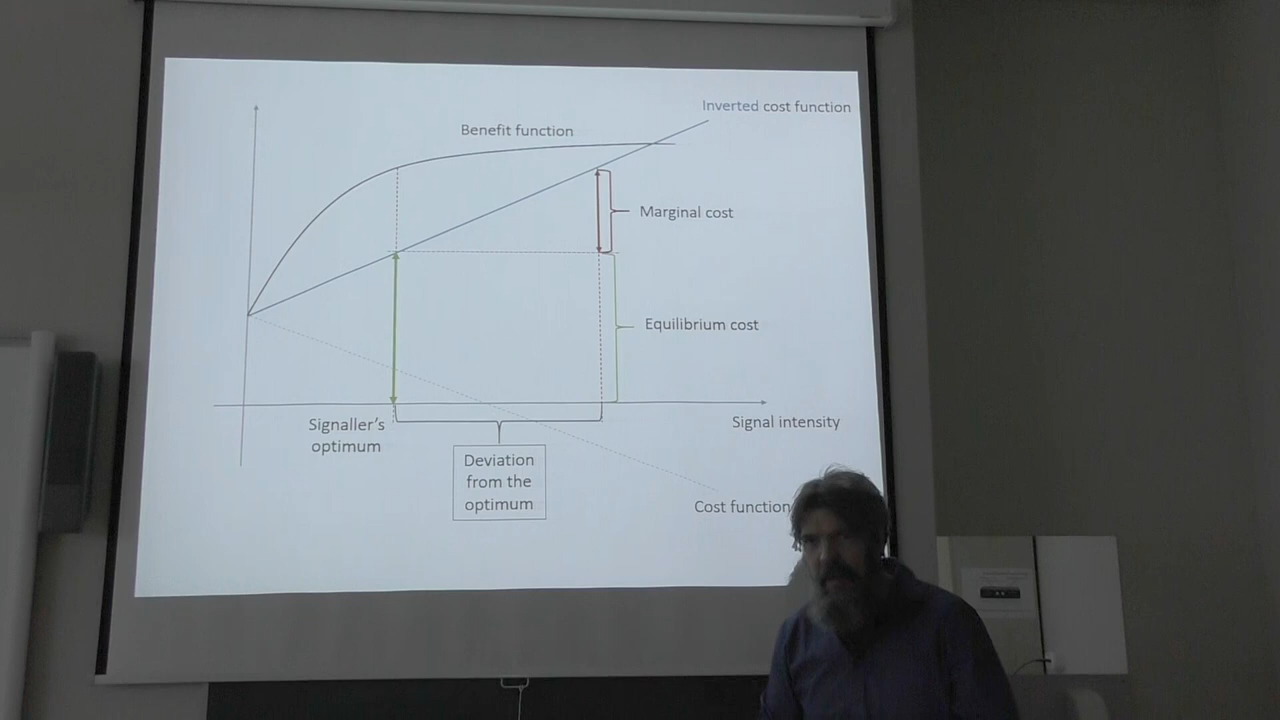 Inverted cost function
Benefit function
Marginal cost
Equilibrium cost
Signaller's
optimum
Signal intensity
Deviation
from the
optimum
Cost function